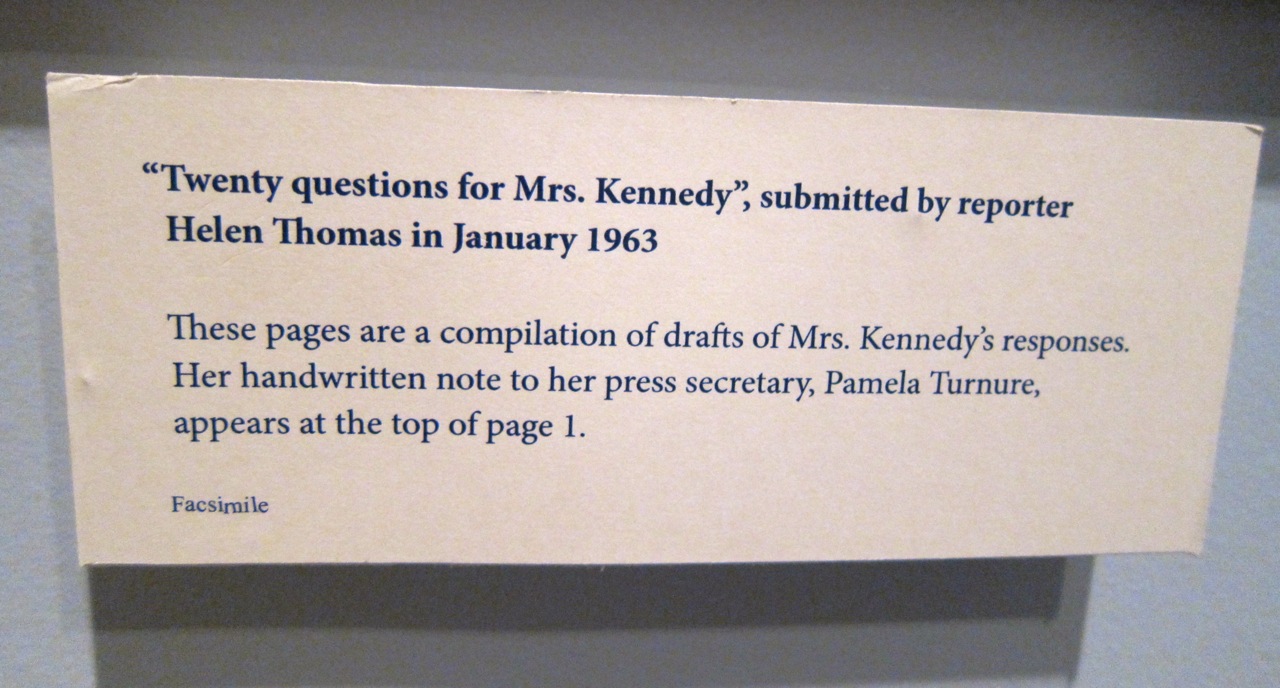 “Twenty questions for Mrs. Kennedy”, submitted by reporter
Helen Thomas in January 1963
These pages are a compilation of drafts of Mrs. Kennedy’s responses.
Her handwritten note to her press secretary, Pamela Turnure,
appears at the top of page 1.
Facsimile